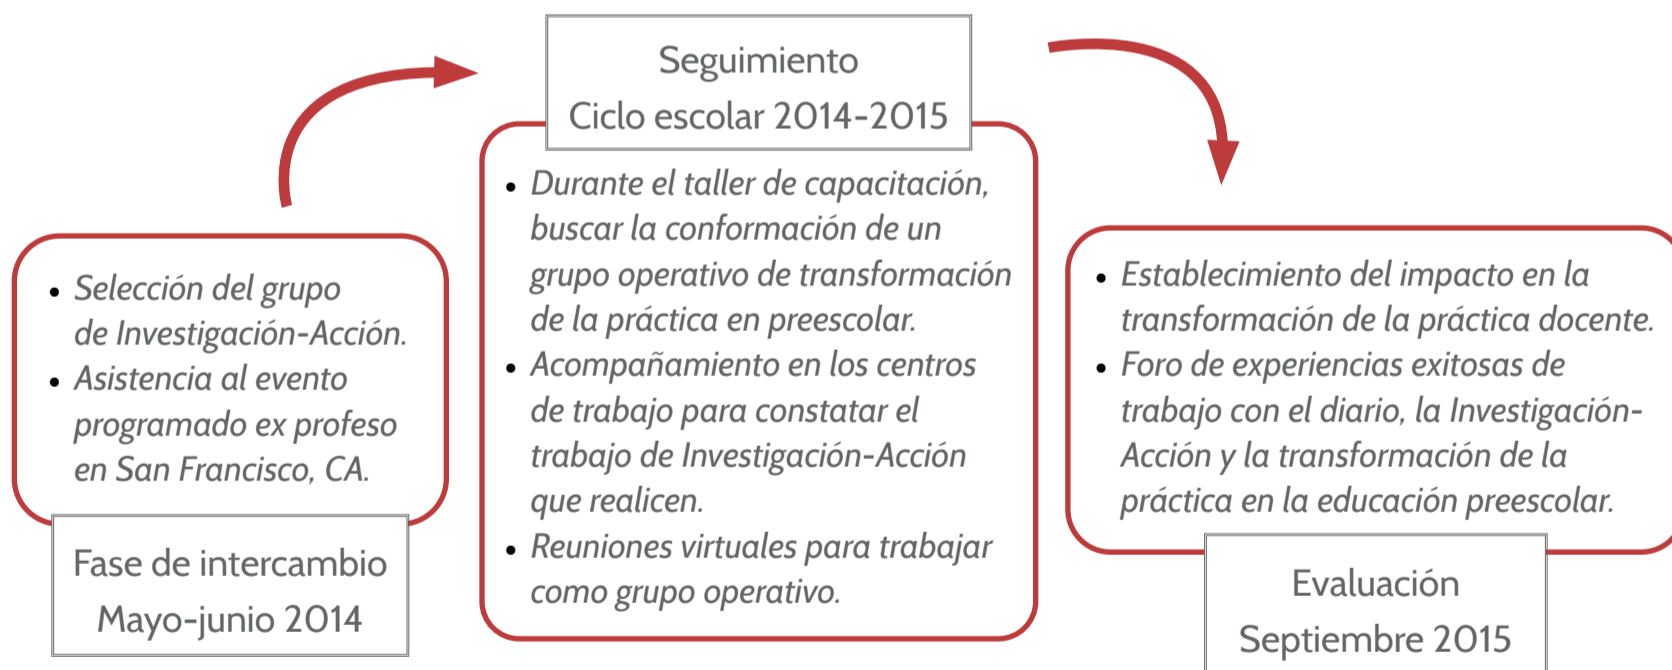 Selección del grupo
de Investigación-Acción.
Asistencia al evento
programado ex profeso
en San Francisco, CA.
Fase de intercambio
Mayo-junio 2014
Seguimiento
Ciclo escolar 2014-2015
Durante el taller de capacitación,
buscar la conformación de un
grupo operativo de transformación
de la práctica en preescolar.
Acompañamiento en los centros
de trabajo para constatar el
trabajo de Investigación-Acción
que realicen.
Reuniones virtuales para trabajar
como grupo operativo.
Establecimiento del impacto en la
transformación de la práctica docente.
Foro de experiencias exitosas de
trabajo con el diario, la Investigación-
Acción y la transformación de la
práctica en la educación preescolar.
Evaluación
Septiembre 2015